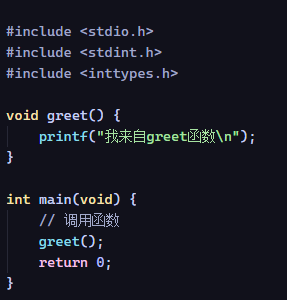 #include <stdio.h>
#include <stdint.h>
#include <inttypes.h>
void greet() {
printf("我来自greet函数\n");
}
int main(void) {
// 调用函数
greet();
return 0;
}